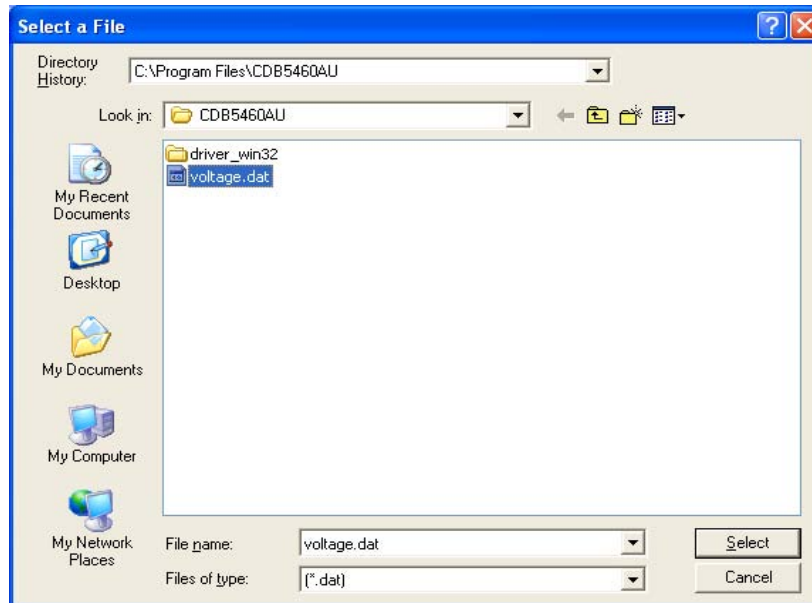 Select a File
Directory
History:
C:\Program Files\CDB5460AU
Look in:
CDB5460AU
driver_win32
voltage.dat
My Recent
Documents
Desktop
My Documents
My Computer
My Network
Places
File name:
voltage.dat
Select
Files of type:
(*.dat)
Cancel